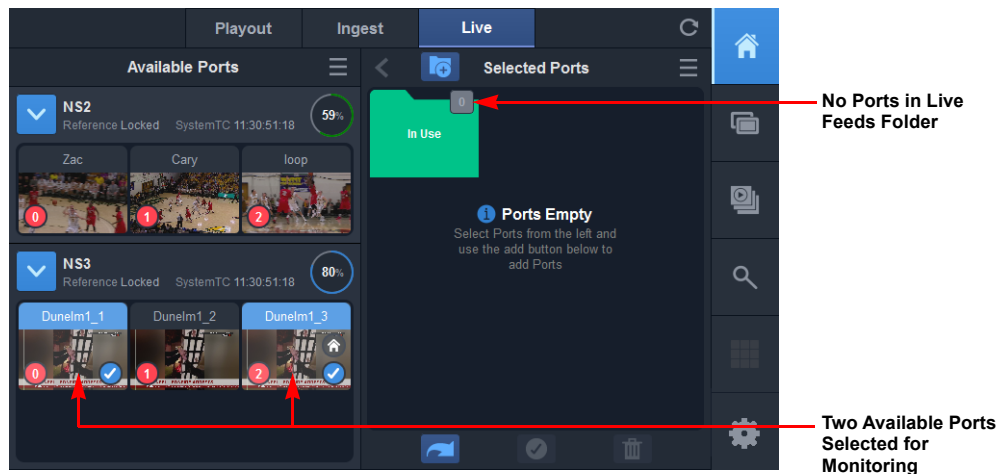 Playout
Ingest
Live
Available Ports
Selected Ports
NS2
Reference Locked SystemTC 11:30:51:18
59%
Zac
Cary
loop
0
1
2
NS3
Reference Locked SystemTC 11:30:51:18
80%
Dunelm1_1
Dunelm1_2
Dunelm1_3
0
1
2
0
In Use
Ports Empty
Select Ports from the left and
use the add button below to
add Ports
No Ports in Live
Feeds Folder
Two Available Ports
Selected for
Monitoring